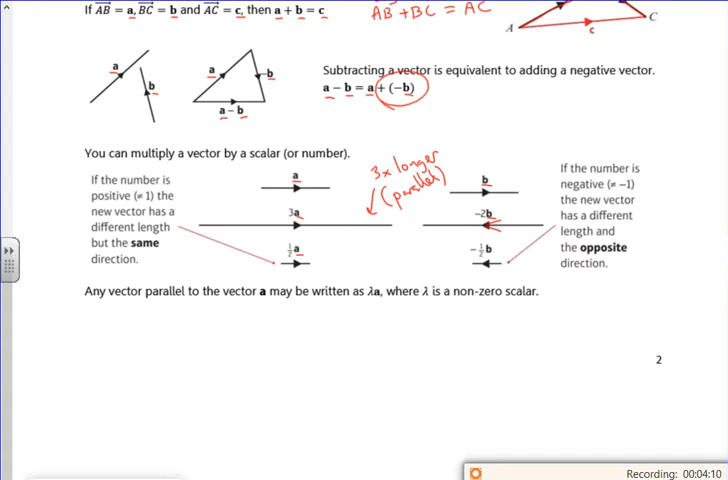 If AB = a, BC = b and AC = c, then a + b = c
AB + BC = AC
A
C
c
a
b
a
b
a – b
Subtracting a vector is equivalent to adding a negative vector.
a – b = a + (–b)
You can multiply a vector by a scalar (or number).
3x longer
(parallel)
If the number is
positive (≠ 1) the
new vector has a
different length
but the same
direction.
a
3a
½a
b
–2b
–½b
If the number is
negative (≠ –1)
the new vector
has a different
length and
the opposite
direction.
Any vector parallel to the vector a may be written as λa, where λ is a non-zero scalar.
2
Recording: 00:04:10